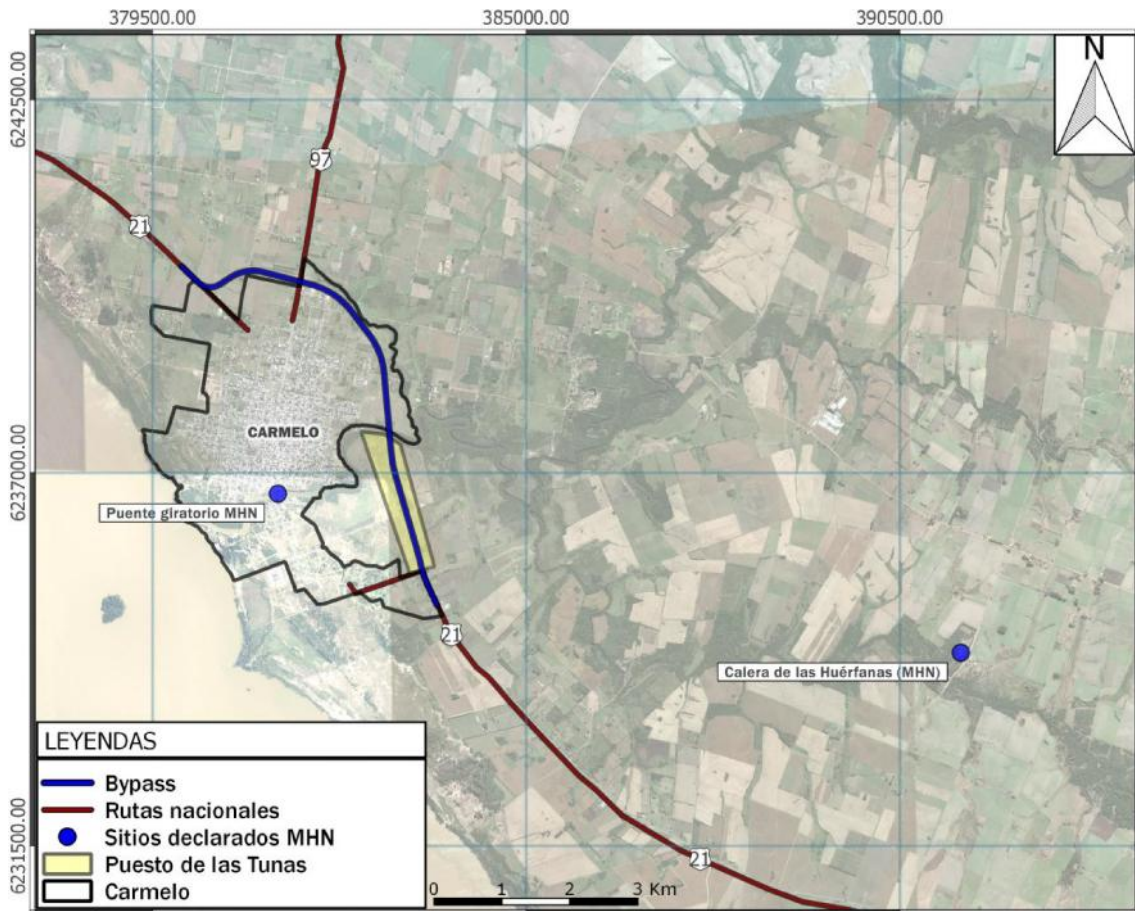 379500.00
385000.00
390500.00
N
6242500.00
97
21
CARMELO
6237000.00
Puente giratorio MHN
21
Calera de las Huérfanas (MHN)
LEYENDAS
Bypass
Rutas nacionales
Sitios declarados MHN
Puesto de las Tunas
Carmelo
6231500.00
21
0 1 2 3 Km